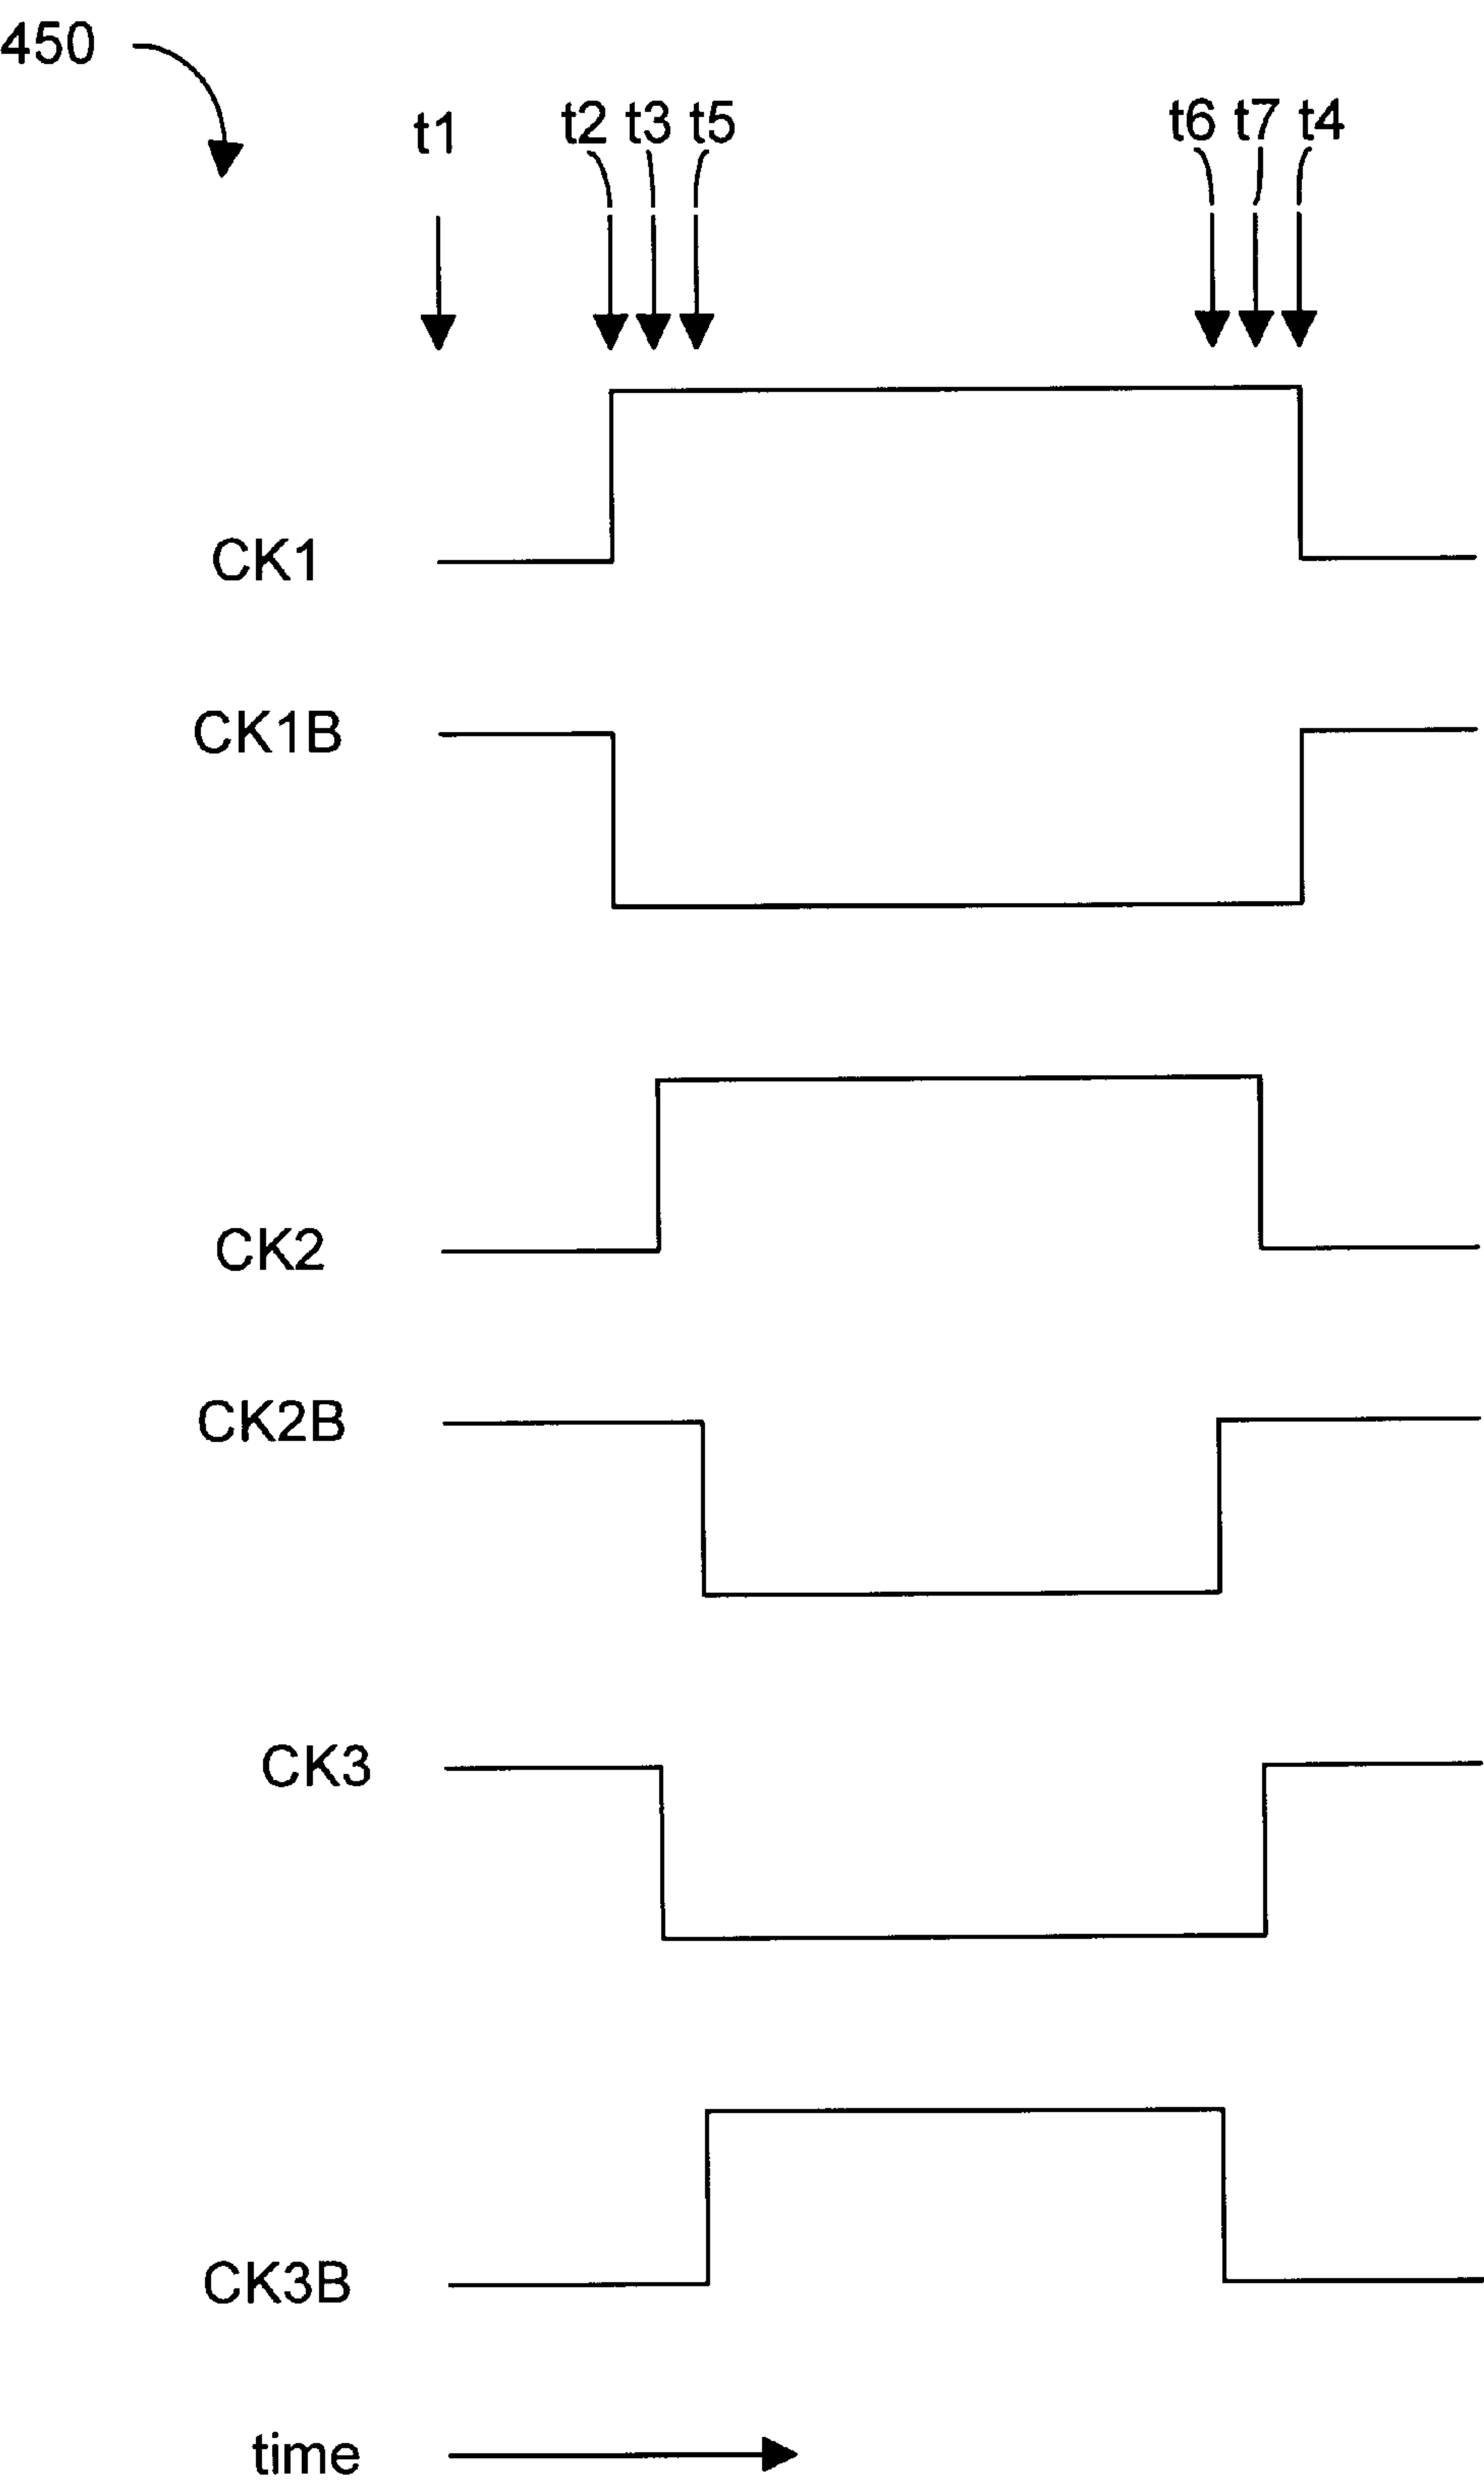 450
t1 t2 t3 t5 t6 t7 t4
CK1
CK1B
CK2
CK2B
CK3
CK3B
time